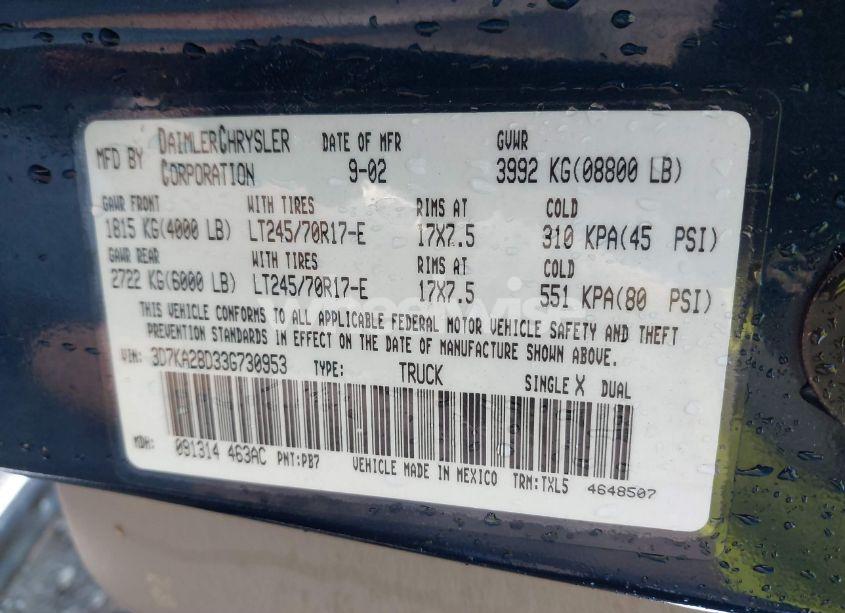 MFD BY DAIMLERCHRYSLER CORPORATION DATE OF MFR 9-02 GVWR 3992 KG(08800 LB)
GAWR FRONT WITH TIRES RIMS AT COLD
1815 KG(4000 LB) LT245/70R17-E 17X7.5 310 KPA(45 PSI)
GAWR REAR WITH TIRES RIMS AT COLD
2722 KG(6000 LB) LT245/70R17-E 17X7.5 551 KPA(80 PSI)
THIS VEHICLE CONFORMS TO ALL APPLICABLE FEDERAL MOTOR VEHICLE SAFETY AND THEFT
PREVENTION STANDARDS IN EFFECT ON THE DATE OF MANUFACTURE SHOWN ABOVE.
VIN: 3D7KA28D33G730953 TYPE: TRUCK SINGLE X DUAL
MDH: 091314 463AC PNT:PB7 VEHICLE MADE IN MEXICO TRM:TXL5 4648507